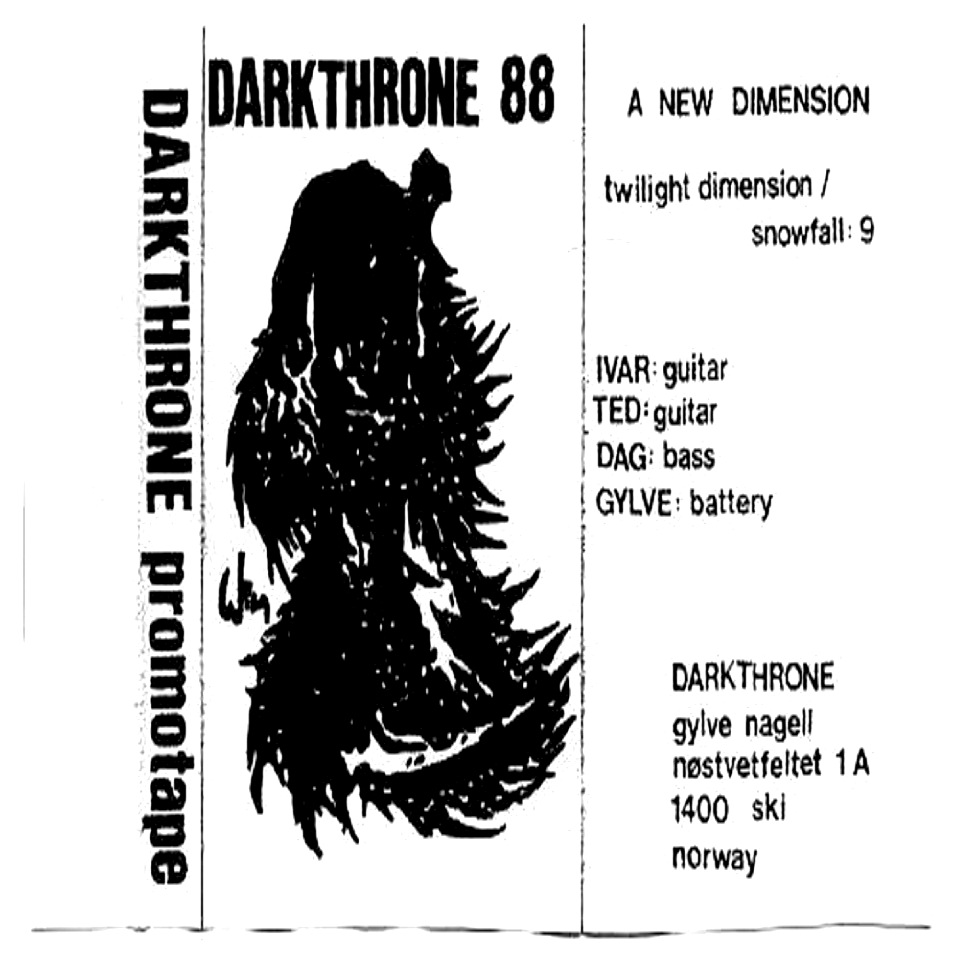 DARKTHRONE promotape
DARKTHRONE 88
A NEW DIMENSION
twilight dimension /
snowfall: 9
IVAR: guitar
TED: guitar
DAG: bass
GYLVE: battery
DARKTHRONE
gylve nagell
nøstvetfeltet 1 A
1400 ski
norway